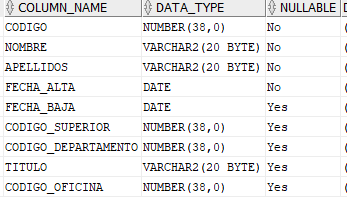 COLUMN_NAME DATA_TYPE NULLABLE
CODIGO NUMBER(38,0) No
NOMBRE VARCHAR2(20 BYTE) No
APELLIDOS VARCHAR2(20 BYTE) No
FECHA_ALTA DATE No
FECHA_BAJA DATE Yes
CODIGO_SUPERIOR NUMBER(38,0) Yes
CODIGO_DEPARTAMENTO NUMBER(38,0) Yes
TITULO VARCHAR2(20 BYTE) Yes
CODIGO_OFICINA NUMBER(38,0) Yes